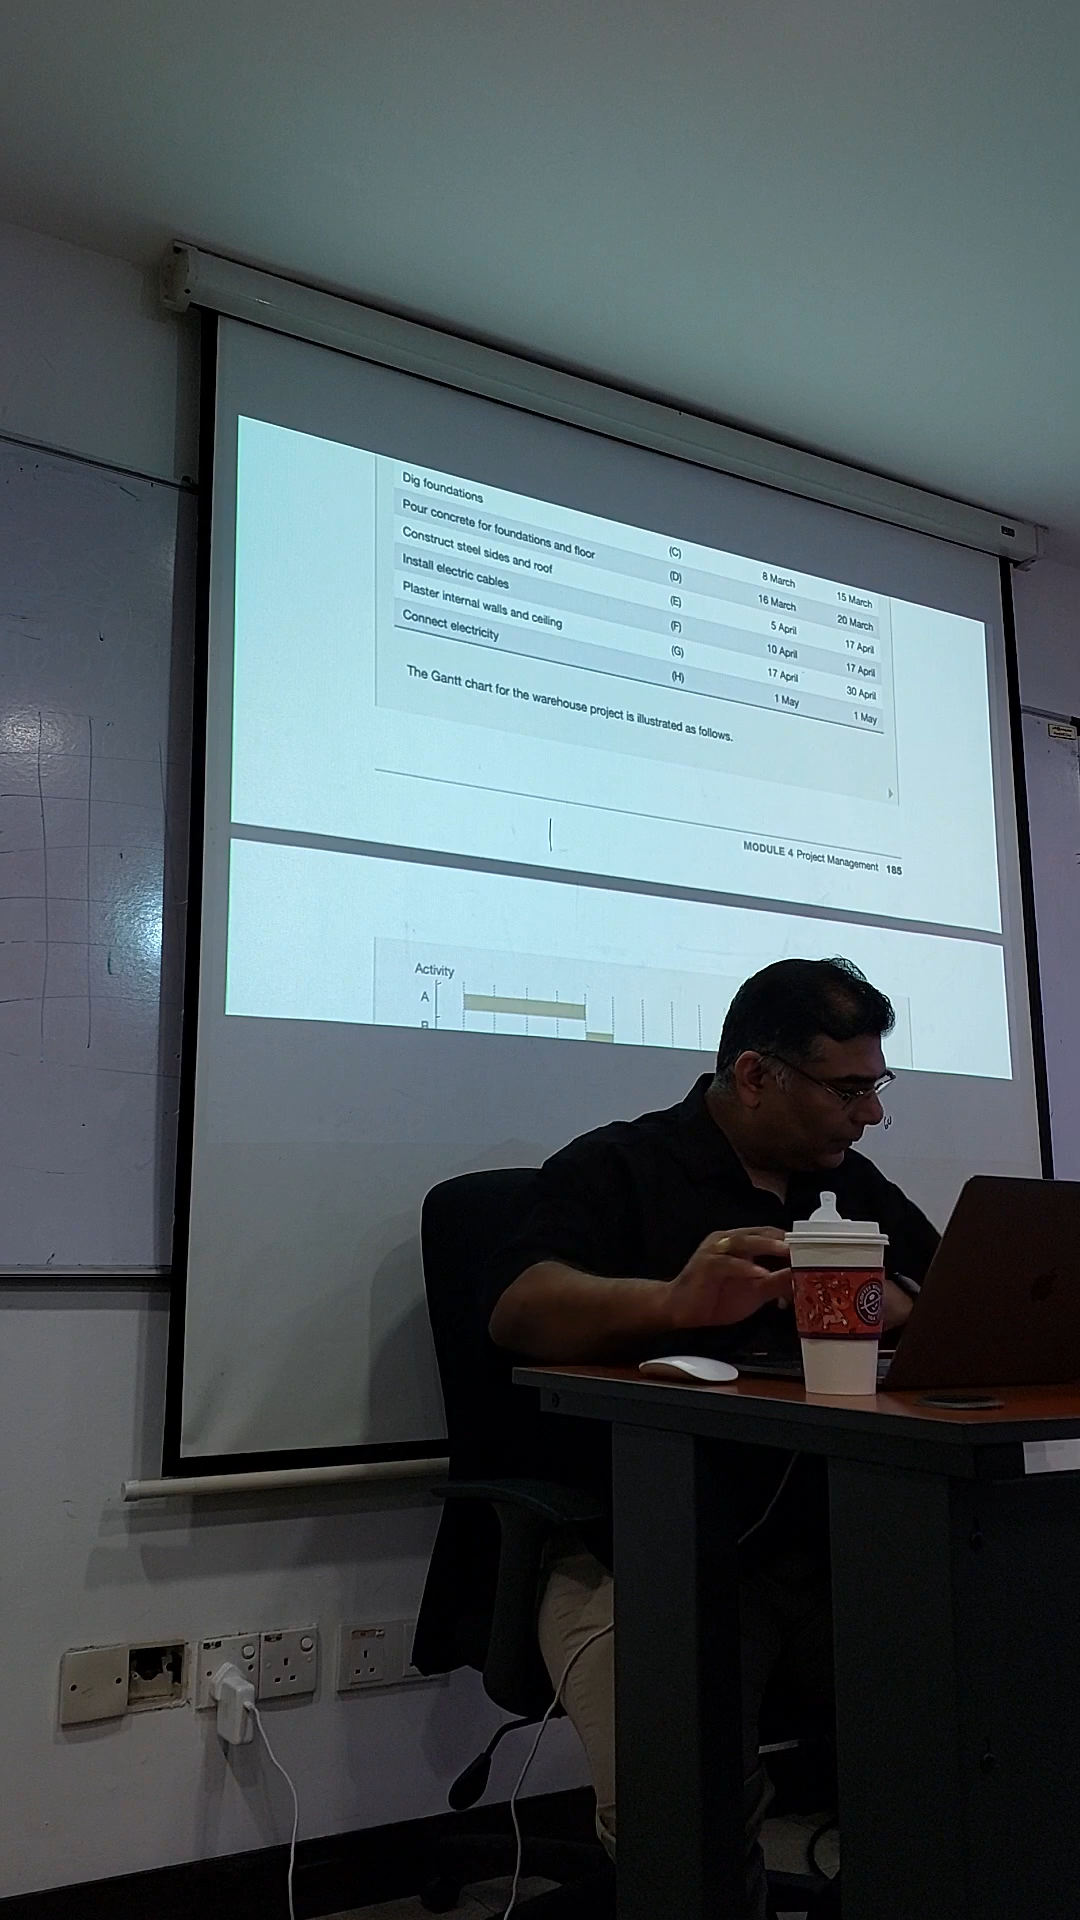 Dig foundations (C) 8 March 15 March
Pour concrete for foundations and floor (D) 16 March 20 March
Construct steel sides and roof (E) 5 April 17 April
Install electric cables (F) 10 April 17 April
Plaster internal walls and ceiling (G) 17 April 30 April
Connect electricity (H) 1 May 1 May
The Gantt chart for the warehouse project is illustrated as follows.
MODULE 4 Project Management 185
Activity
A
B